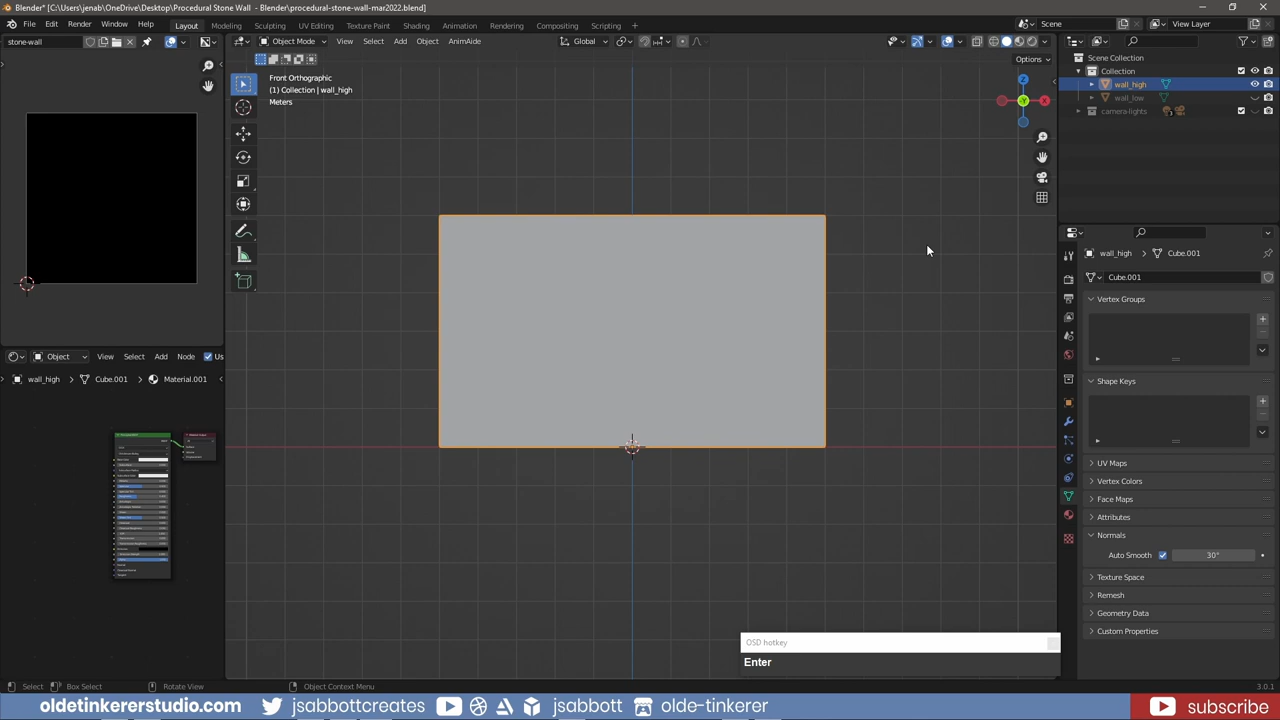 Blender* [C:\Users\jenab\OneDrive\Desktop\Procedural Stone Wall - Blender\procedural-stone-wall-mar2022.blend]
File Edit Render Window Help Layout Modeling Sculpting UV Editing Texture Paint Shading Animation Rendering Compositing Scripting Scene View Layer
stone-wall Object Mode View Select Add Object AnimAide Global
Options
Front Orthographic
(1) Collection | wall_high
Meters
Scene Collection
Collection
wall_high
wall_low
camera-lights
Z
Y
X
wall_high Cube.001
Cube.001
Vertex Groups
Shape Keys
UV Maps
Vertex Colors
Face Maps
Attributes
Normals
Auto Smooth 30°
Texture Space
Remesh
Geometry Data
Custom Properties
Object View Select Add Node Us
wall_high Cube.001 Material.001
OSD hotkey
Enter
Select Box Select Rotate View Object Context Menu 3.0.1
oldetinkererstudio.com jsabbottcreates jsabbott olde-tinkerer subscribe